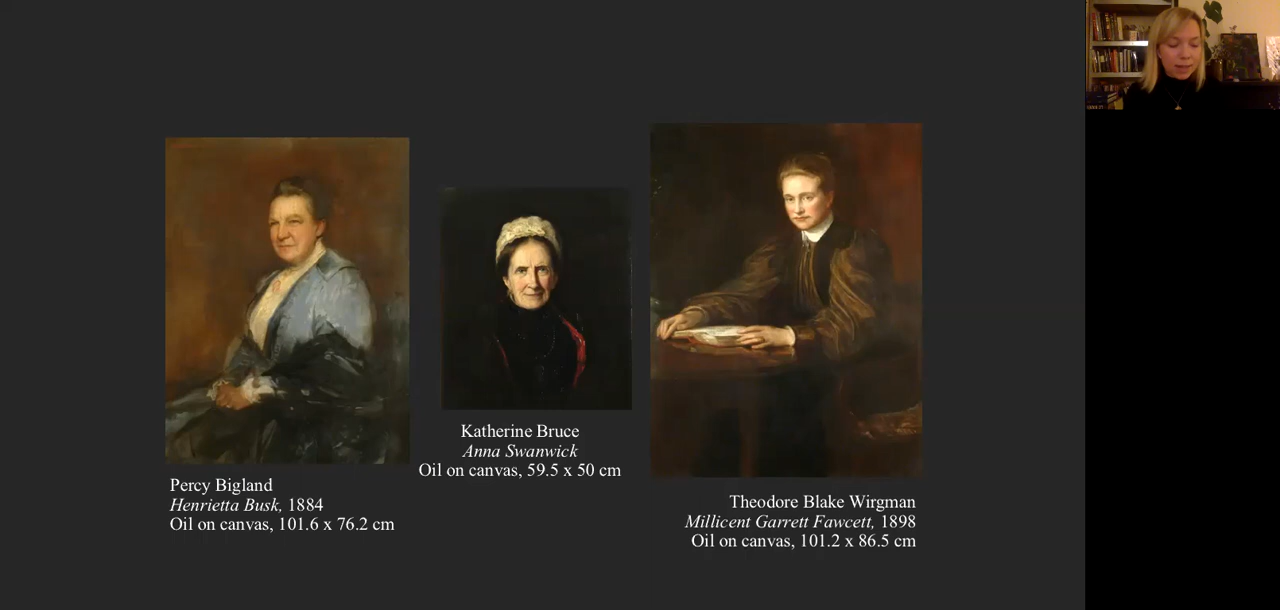 Percy Bigland
Henrietta Busk, 1884
Oil on canvas, 101.6 x 76.2 cm
Katherine Bruce
Anna Swanwick
Oil on canvas, 59.5 x 50 cm
Theodore Blake Wirgman
Millicent Garrett Fawcett, 1898
Oil on canvas, 101.2 x 86.5 cm